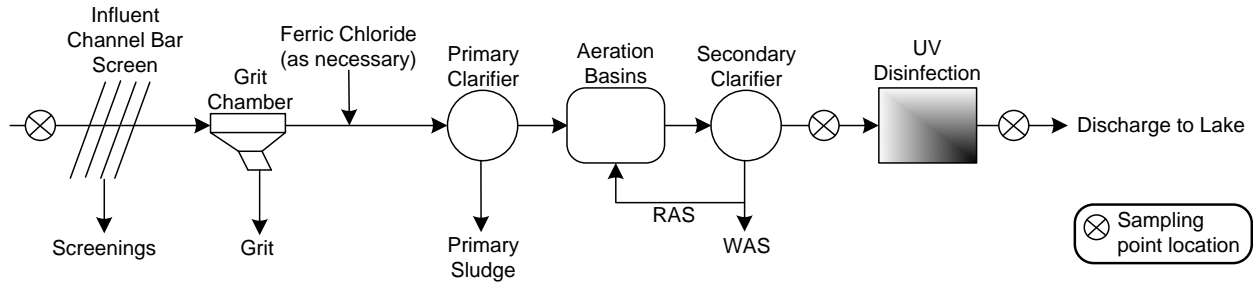 Influent
Channel Bar
Screen
Grit
Chamber
Ferric Chloride
(as necessary)
Primary
Clarifier
Aeration
Basins
Secondary
Clarifier
UV
Disinfection
Discharge to Lake
RAS
Screenings
Grit
Primary
Sludge
WAS
Sampling
point location